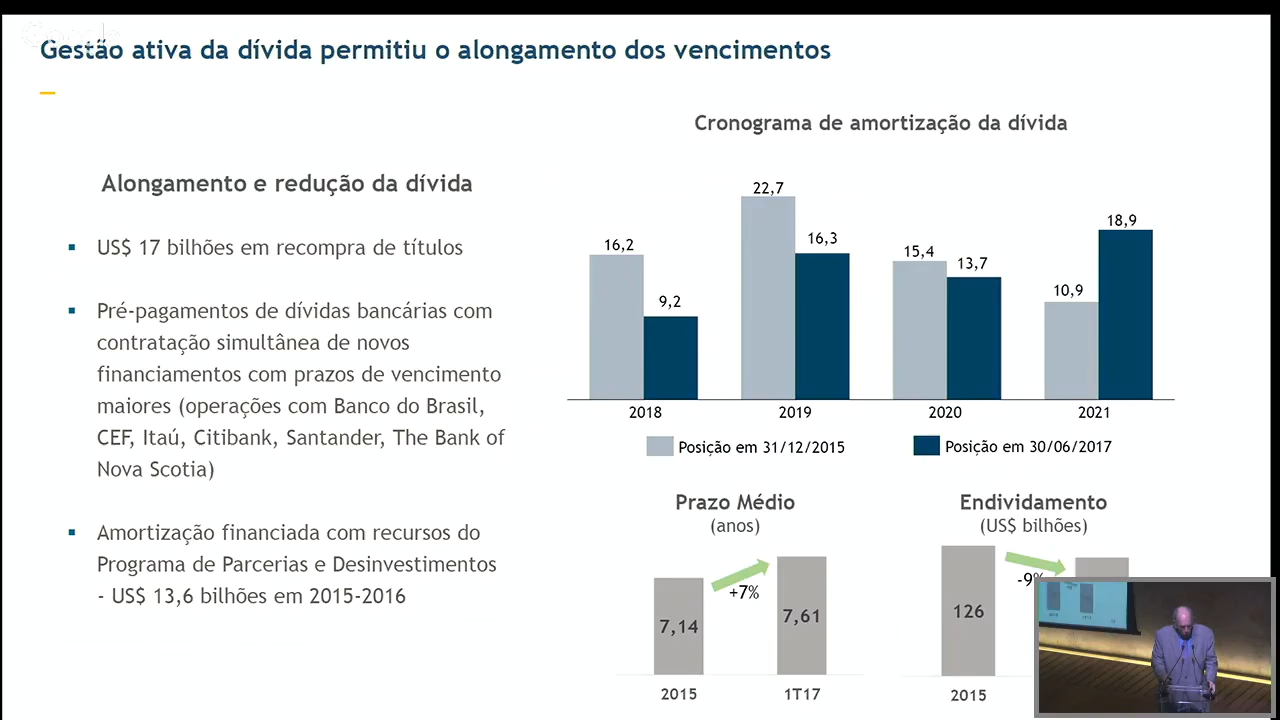 Google
Gestão ativa da dívida permitiu o alongamento dos vencimentos
Alongamento e redução da dívida
▪ US$ 17 bilhões em recompra de títulos
▪ Pré-pagamentos de dívidas bancárias com
contratação simultânea de novos
financiamentos com prazos de vencimento
maiores (operações com Banco do Brasil,
CEF, Itaú, Citibank, Santander, The Bank of
Nova Scotia)
▪ Amortização financiada com recursos do
Programa de Parcerias e Desinvestimentos
- US$ 13,6 bilhões em 2015-2016
Cronograma de amortização da dívida
16,2 9,2 22,7 16,3 15,4 13,7 10,9 18,9
2018 2019 2020 2021
Posição em 31/12/2015 Posição em 30/06/2017
Prazo Médio
(anos)
+7%
7,14 7,61
2015 1T17
Endividamento
(US$ bilhões)
-9%
126
2015